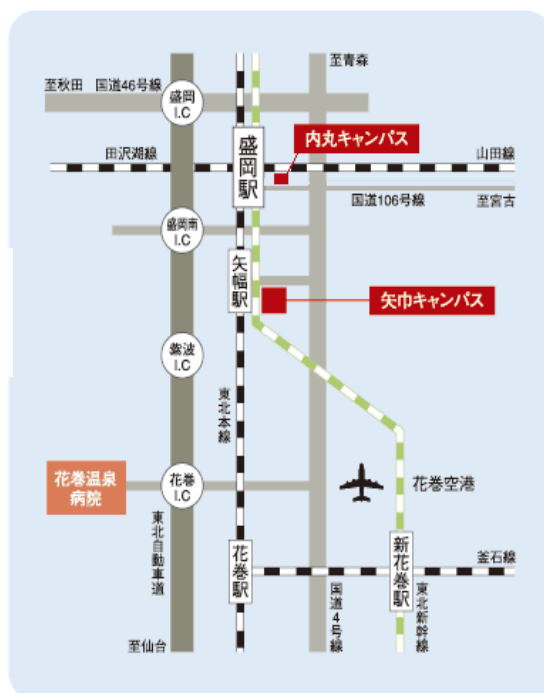 至青森
至秋田 国道46号線
盛岡
I.C
内丸キャンパス
田沢湖線
盛岡駅
山田線
国道106号線
至宮古
盛岡南
I.C
矢幅駅
矢巾キャンパス
紫波
I.C
東北本線
花巻温泉
病院
花巻
I.C
花巻空港
東北自動車道
花巻駅
新花巻駅
釜石線
国道4号線
東北新幹線
至仙台